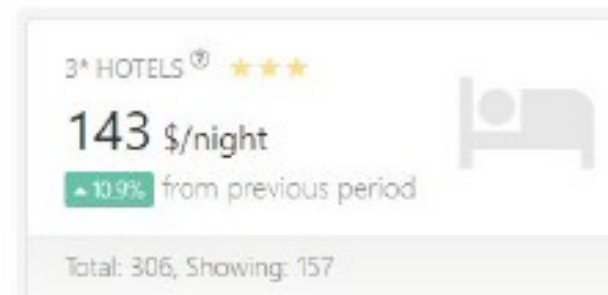 3* HOTELS ? ★★★
143 $/night
▲ 10.9% from previous period
Total: 306, Showing: 157